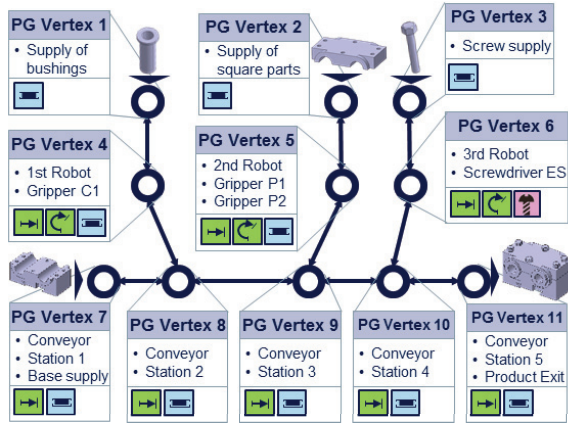 PG Vertex 1
• Supply of
bushings
PG Vertex 2
• Supply of
square parts
PG Vertex 3
• Screw supply
PG Vertex 4
• 1st Robot
• Gripper C1
PG Vertex 5
• 2nd Robot
• Gripper P1
• Gripper P2
PG Vertex 6
• 3rd Robot
• Screwdriver ES
PG Vertex 7
• Conveyor
• Station 1
• Base supply
PG Vertex 8
• Conveyor
• Station 2
PG Vertex 9
• Conveyor
• Station 3
PG Vertex 10
• Conveyor
• Station 4
PG Vertex 11
• Conveyor
• Station 5
• Product Exit